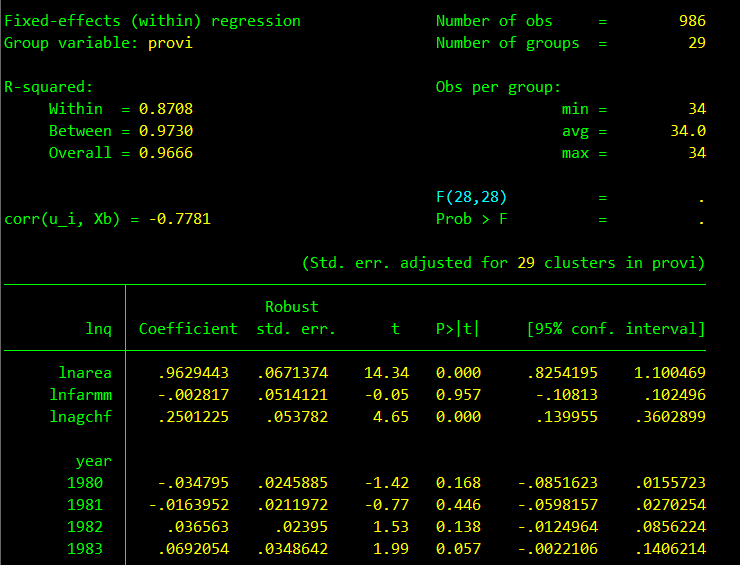 Fixed-effects (within) regression Number of obs = 986
Group variable: provi Number of groups = 29
R-squared: Obs per group:
Within = 0.8708 min = 34
Between = 0.9730 avg = 34.0
Overall = 0.9666 max = 34
F(28,28) = .
corr(u_i, Xb) = -0.7781 Prob > F = .
(Std. err. adjusted for 29 clusters in provi)
Robust
lnq Coefficient std. err. t P>|t| [95% conf. interval]
lnarea .9629443 .0671374 14.34 0.000 .8254195 1.100469
lnfarmm -.002817 .0514121 -0.05 0.957 -.10813 .102496
lnagchf .2501225 .053782 4.65 0.000 .139955 .3602899
year
1980 -.034795 .0245885 -1.42 0.168 -.0851623 .0155723
1981 -.0163952 .0211972 -0.77 0.446 -.0598157 .0270254
1982 .036563 .02395 1.53 0.138 -.0124964 .0856224
1983 .0692054 .0348642 1.99 0.057 -.0022106 .1406214